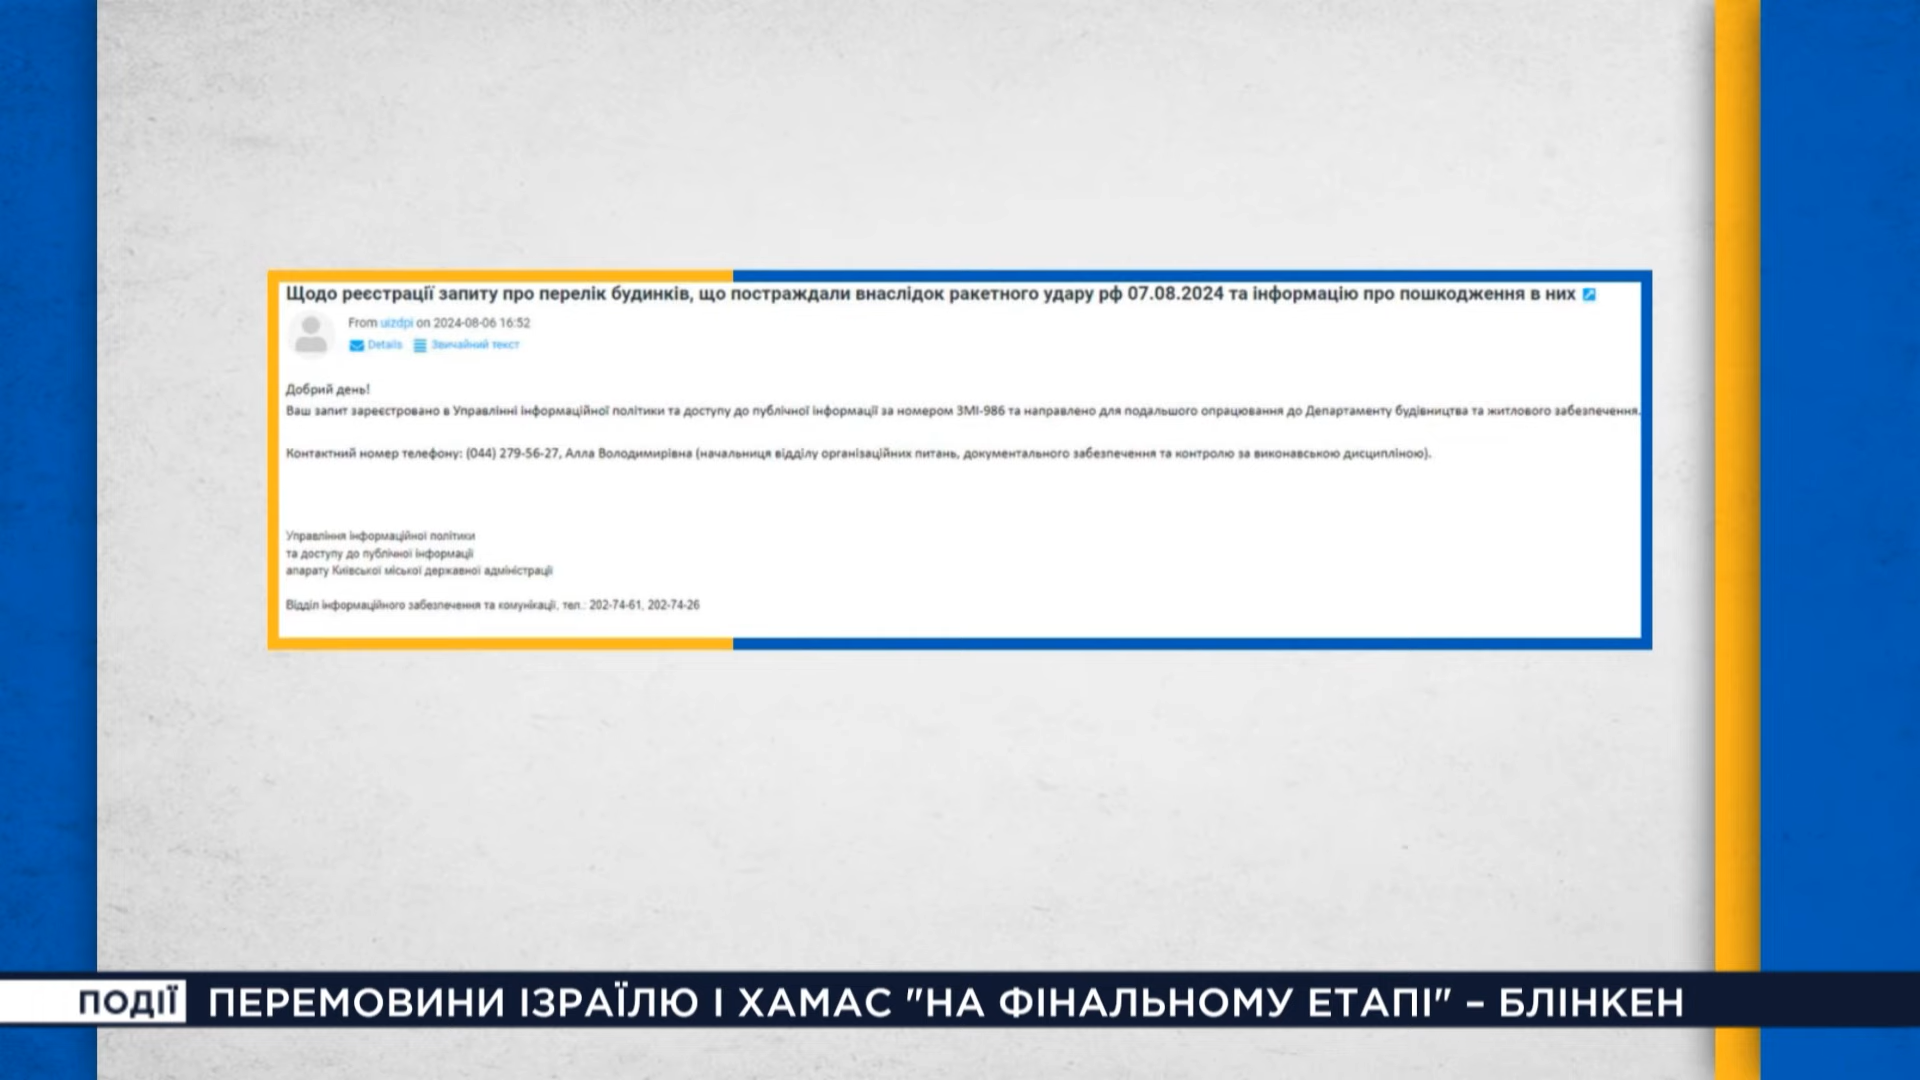 Щодо реєстрації запиту про перелік будинків, що постраждали внаслідок ракетного удару рф 07.08.2024 та інформацію про пошкодження в них
From uizdpi on 2024-08-06 16:52
Details Звичайний текст
Добрий день!
Ваш запит зареєстровано в Управлінні інформаційної політики та доступу до публічної інформації за номером ЗМІ-986 та направлено для подальшого опрацювання до Департаменту будівництва та житлового забезпечення.
Контактний номер телефону: (044) 279-56-27, Алла Володимирівна (начальниця відділу організаційних питань, документального забезпечення та контролю за виконавською дисципліною).
Управління інформаційної політики
та доступу до публічної інформації
апарату Київської міської державної адміністрації
Відділ інформаційного забезпечення та комунікації, тел.: 202-74-61, 202-74-26
ПОДІЇ ПЕРЕМОВИНИ ІЗРАЇЛЮ І ХАМАС "НА ФІНАЛЬНОМУ ЕТАПІ" – БЛІНКЕН